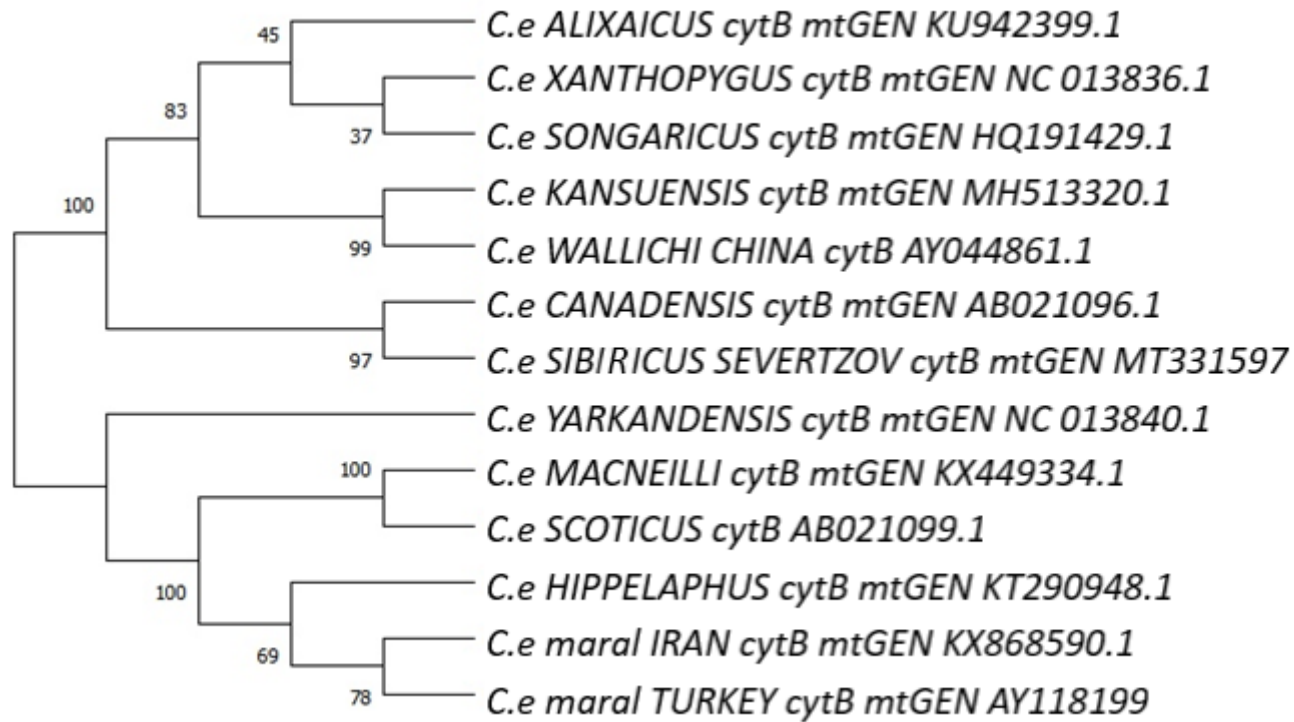 45
C.e ALIXAICUS cytB mtGEN KU942399.1
C.e XANTHOPYGUS cytB mtGEN NC 013836.1
83
37
C.e SONGARICUS cytB mtGEN HQ191429.1
C.e KANSUENSIS cytB mtGEN MH513320.1
100
99
C.e WALLICHI CHINA cytB AY044861.1
C.e CANADENSIS cytB mtGEN AB021096.1
97
C.e SIBIRICUS SEVERTZOV cytB mtGEN MT331597
C.e YARKANDENSIS cytB mtGEN NC 013840.1
100
C.e MACNEILLI cytB mtGEN KX449334.1
C.e SCOTICUS cytB AB021099.1
100
C.e HIPPELAPHUS cytB mtGEN KT290948.1
69
C.e maral IRAN cytB mtGEN KX868590.1
78
C.e maral TURKEY cytB mtGEN AY118199